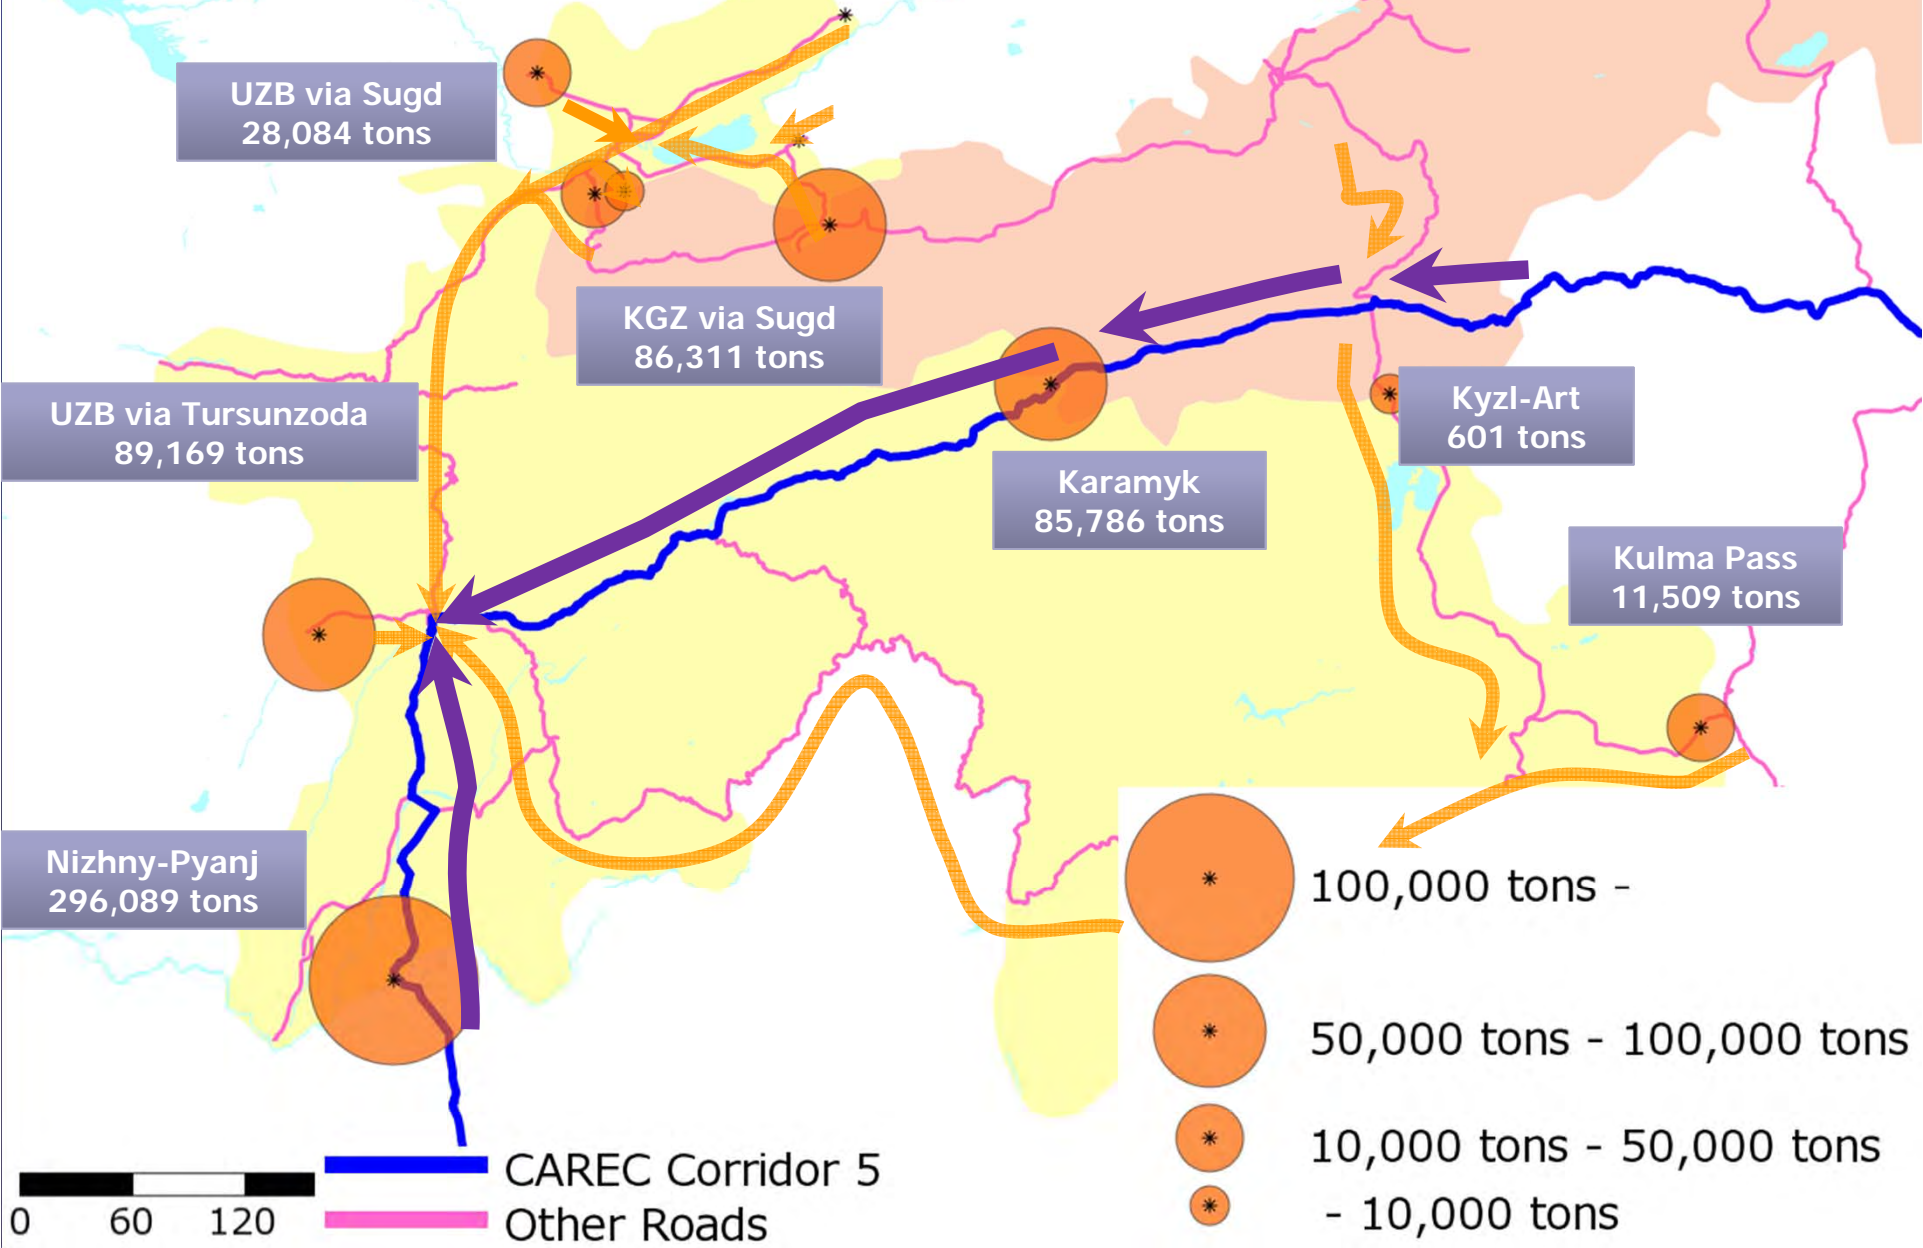 UZB via Sugd
28,084 tons
KGZ via Sugd
86,311 tons
UZB via Tursunzoda
89,169 tons
Kyzl-Art
601 tons
Karamyk
85,786 tons
Kulma Pass
11,509 tons
Nizhny-Pyanj
296,089 tons
100,000 tons -
50,000 tons - 100,000 tons
10,000 tons - 50,000 tons
- 10,000 tons
CAREC Corridor 5
Other Roads
0 60 120